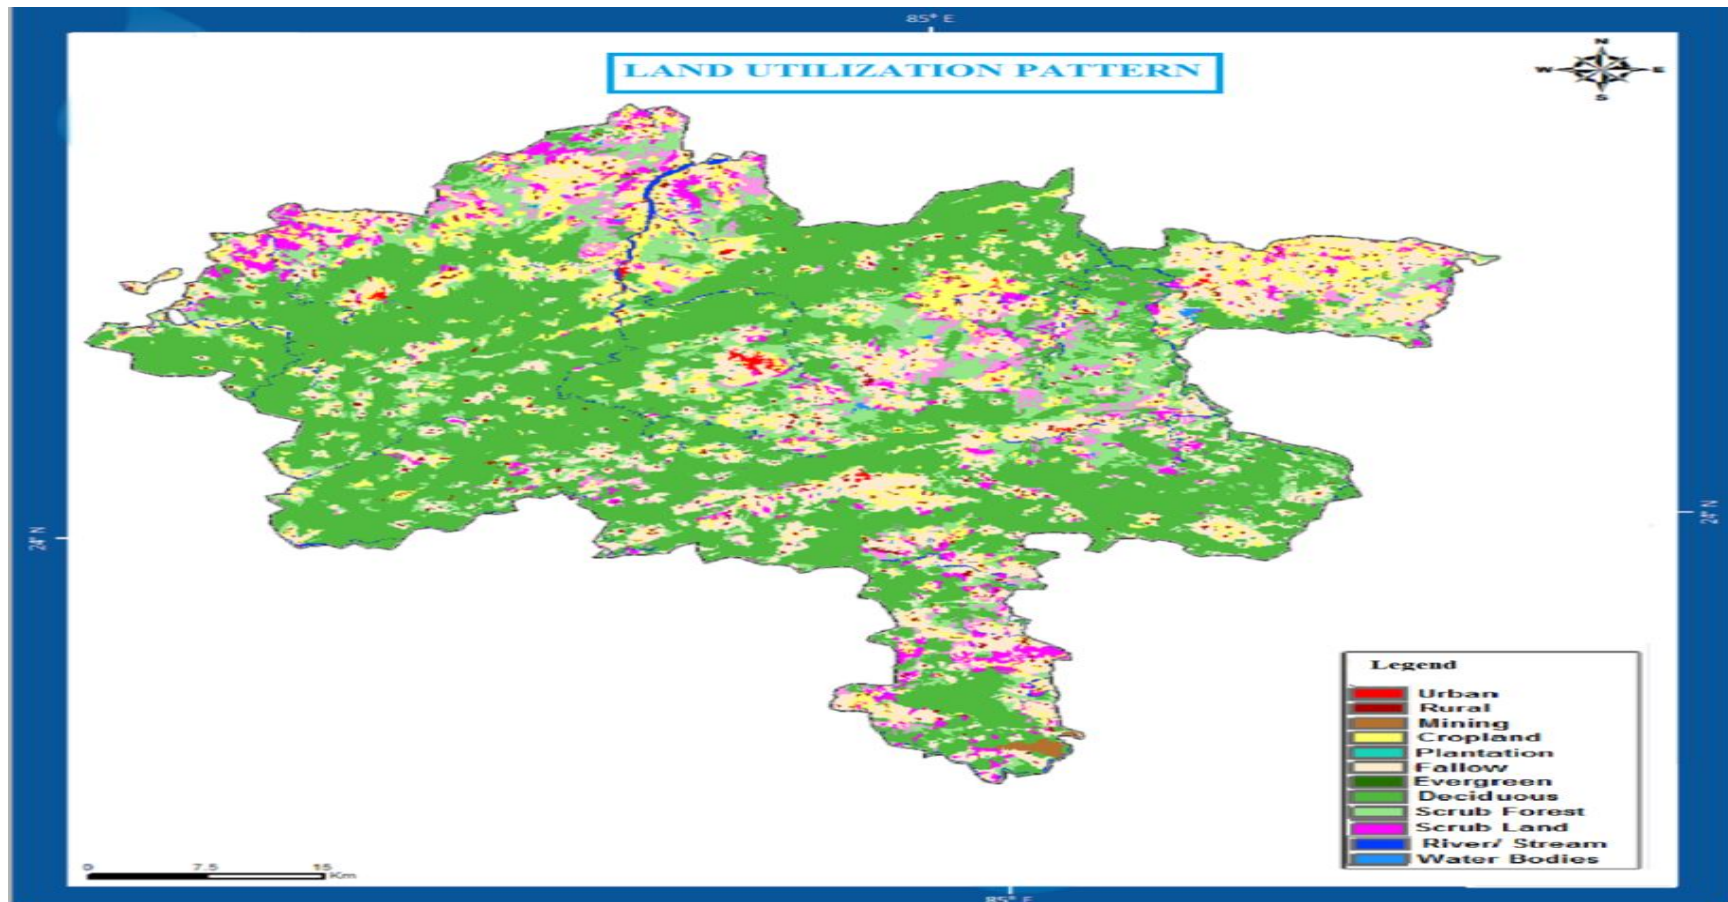 85° E
LAND UTILIZATION PATTERN
N
W E
S
24° N
24° N
Legend
Urban
Rural
Mining
Cropland
Plantation
Fallow
Evergreen
Deciduous
Scrub Forest
Scrub Land
River/ Stream
Water Bodies
0 7.5 15
Km
85° E